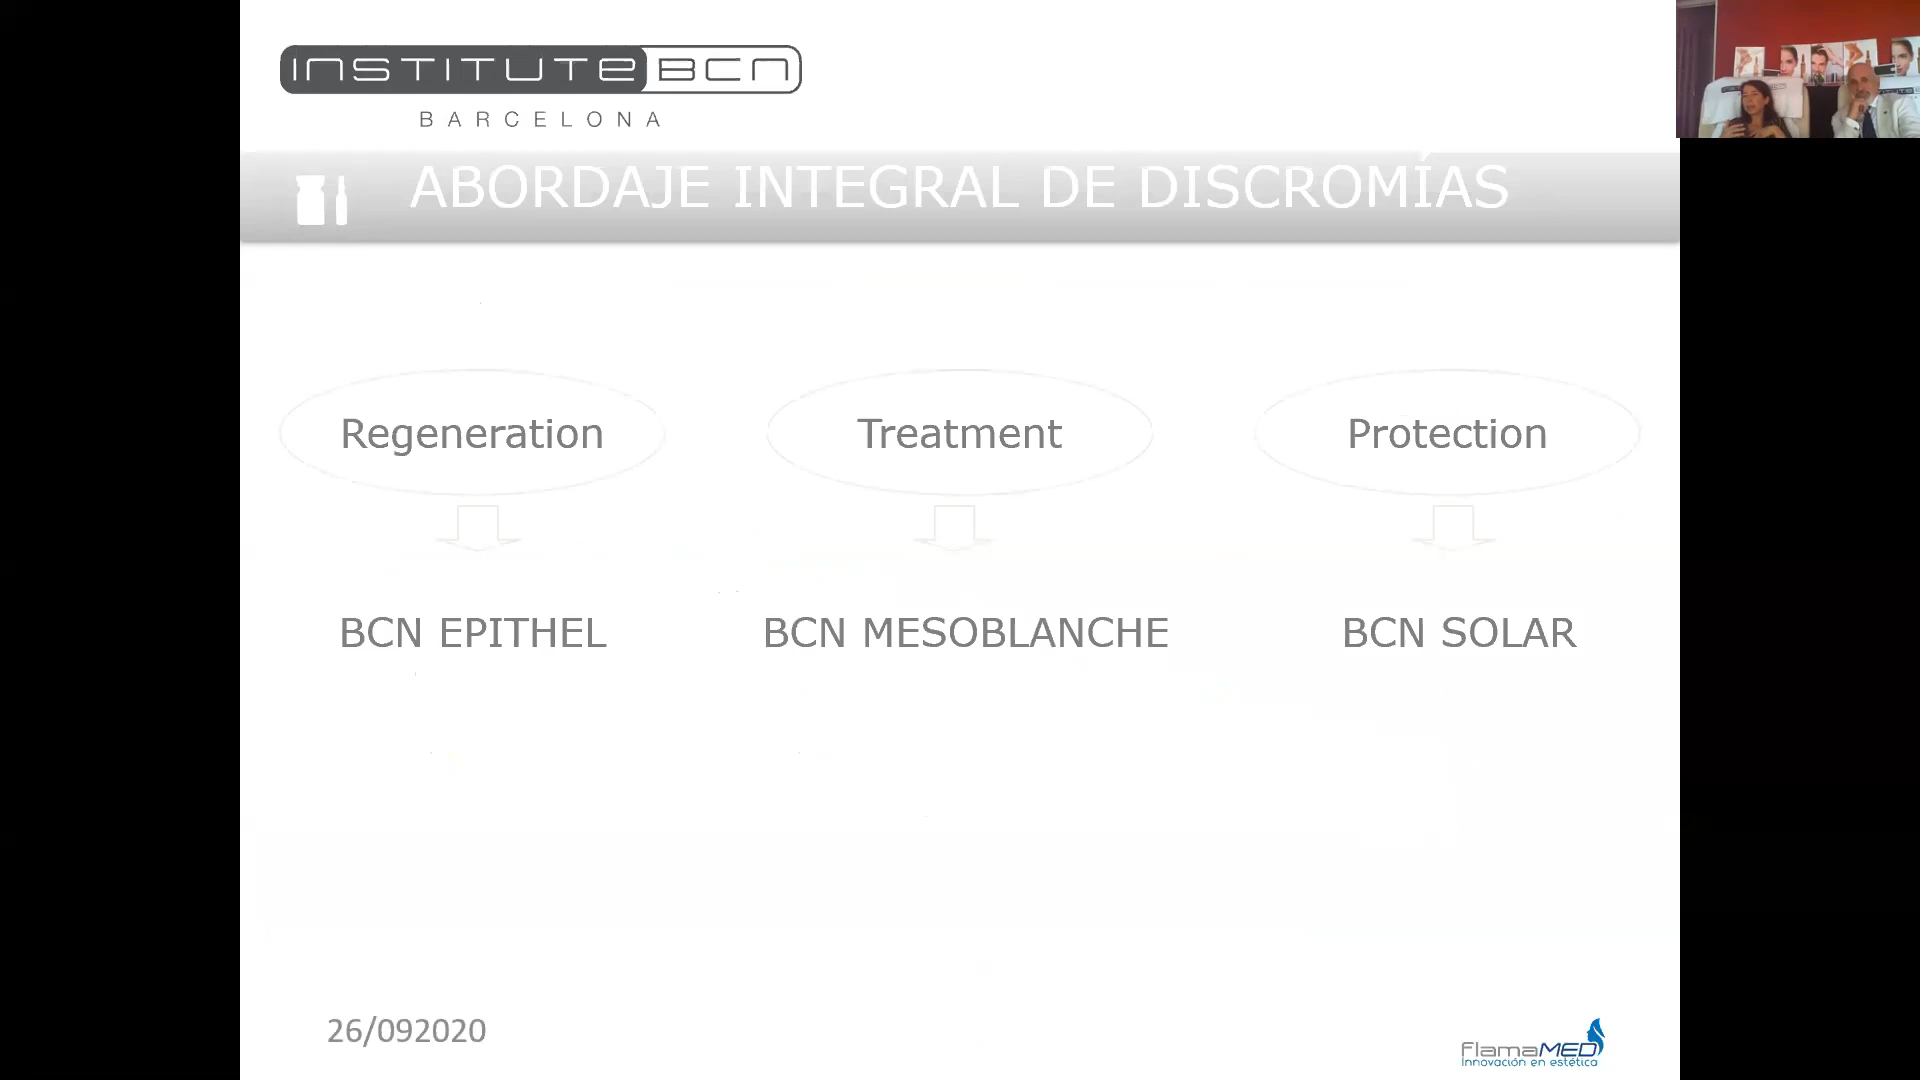 INSTITUTE BCN
BARCELONA
ABORDAJE INTEGRAL DE DISCROMÍAS
Regeneration
Treatment
Protection
BCN EPITHEL
BCN MESOBLANCHE
BCN SOLAR
26/092020
FlamaMED
Innovación en estética